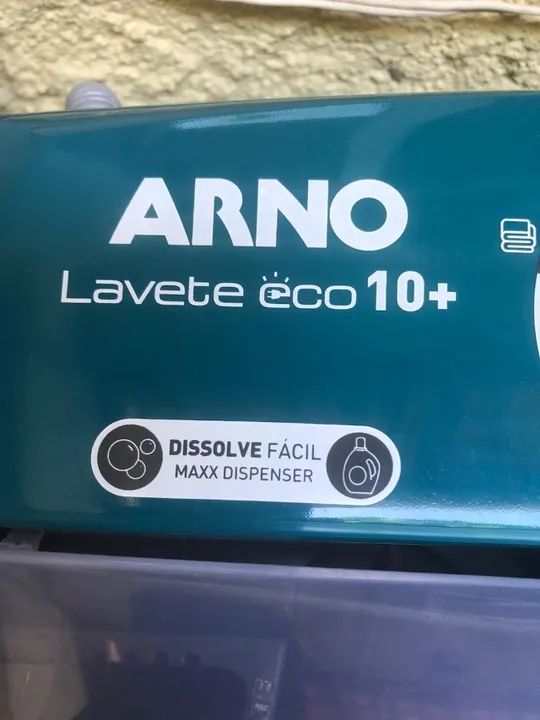 ARNO
Lavete eco 10+
DISSOLVE FÁCIL
MAXX DISPENSER